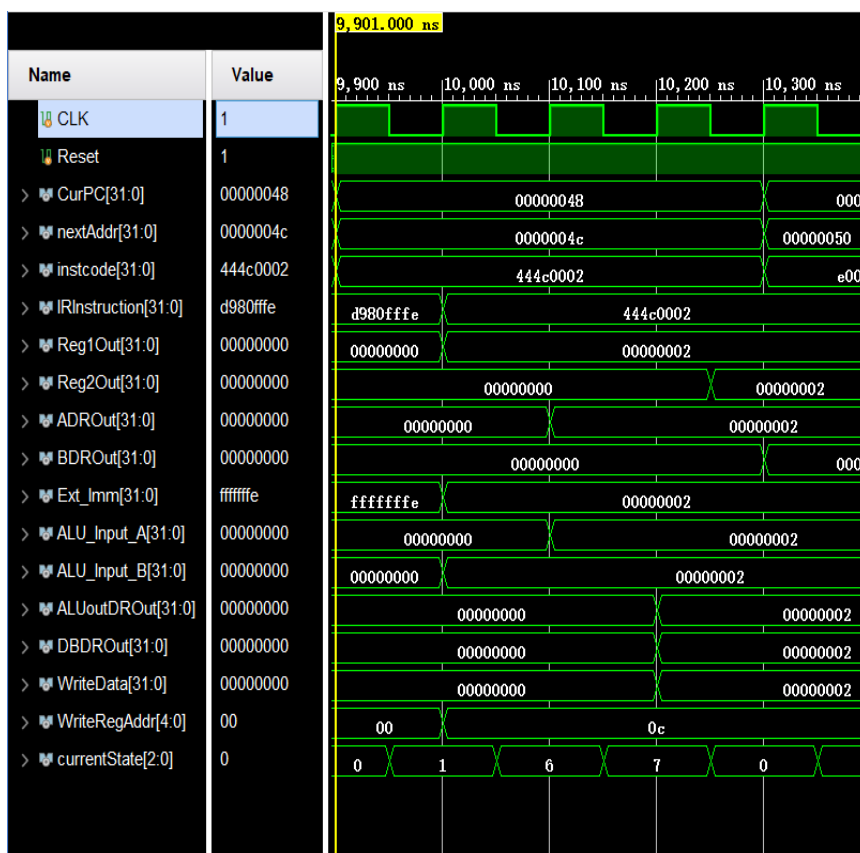 9,901.000 ns
Name Value
9,900 ns 10,000 ns 10,100 ns 10,200 ns 10,300 ns
CLK 1
Reset 1
CurPC[31:0] 00000048 00000048 000
nextAddr[31:0] 0000004c 0000004c 00000050
instcode[31:0] 444c0002 444c0002 e00
IRInstruction[31:0] d980fffe d980fffe 444c0002
Reg1Out[31:0] 00000000 00000000 00000002
Reg2Out[31:0] 00000000 00000000 00000002
ADROut[31:0] 00000000 00000000 00000002
BDROut[31:0] 00000000 00000000 000
Ext_Imm[31:0] fffffffe fffffffe 00000002
ALU_Input_A[31:0] 00000000 00000000 00000002
ALU_Input_B[31:0] 00000000 00000000 00000002
ALUoutDROut[31:0] 00000000 00000000 00000002
DBDROut[31:0] 00000000 00000000 00000002
WriteData[31:0] 00000000 00000000 00000002
WriteRegAddr[4:0] 00 00 0c
currentState[2:0] 0 0 1 6 7 0